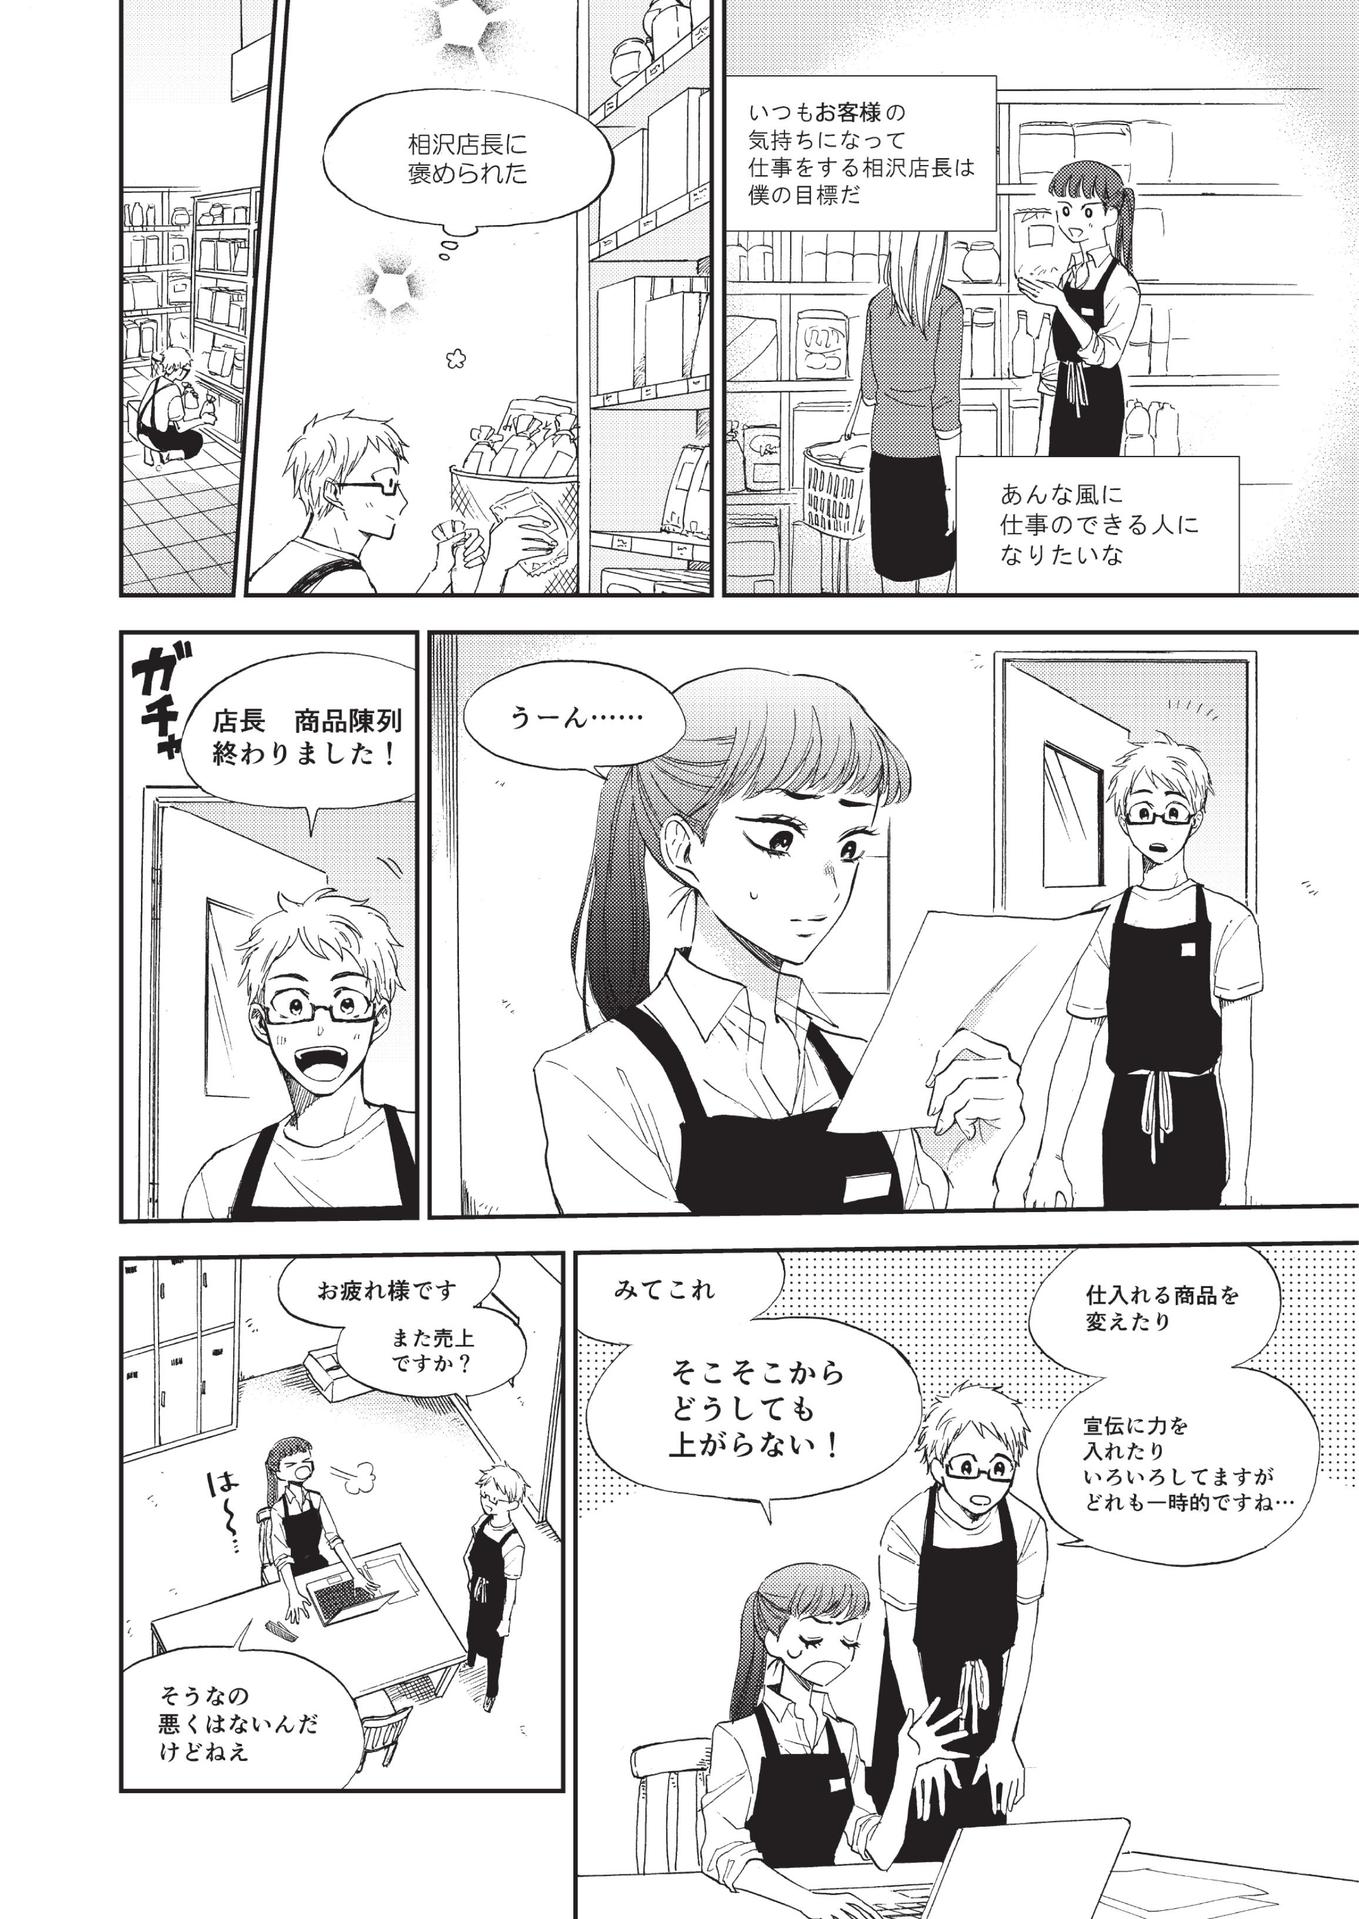 相沢店長に
褒められた
いつもお客様の
気持ちになって
仕事をする相沢店長は
僕の目標だ
あんな風に
仕事のできる人に
なりたいな
ガチャ
店長　商品陳列
終わりました！
うーん……
お疲れ様です
また売上
ですか？
は〜〜…
そうなの
悪くはないんだ
けどねえ
みてこれ
そこそこから
どうしても
上がらない！
仕入れる商品を
変えたり
宣伝に力を
入れたり
いろいろしてますが
どれも一時的ですね…